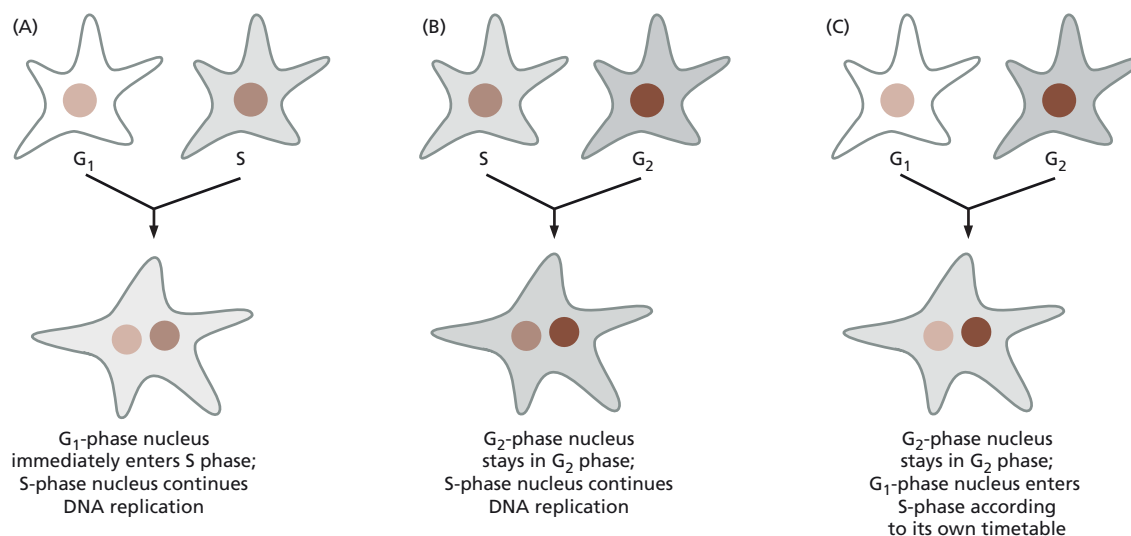 (A)
G₁
S
G₁-phase nucleus
immediately enters S phase;
S-phase nucleus continues
DNA replication
(B)
S
G₂
G₂-phase nucleus
stays in G₂ phase;
S-phase nucleus continues
DNA replication
(C)
G₁
G₂
G₂-phase nucleus
stays in G₂ phase;
G₁-phase nucleus enters
S-phase according
to its own timetable